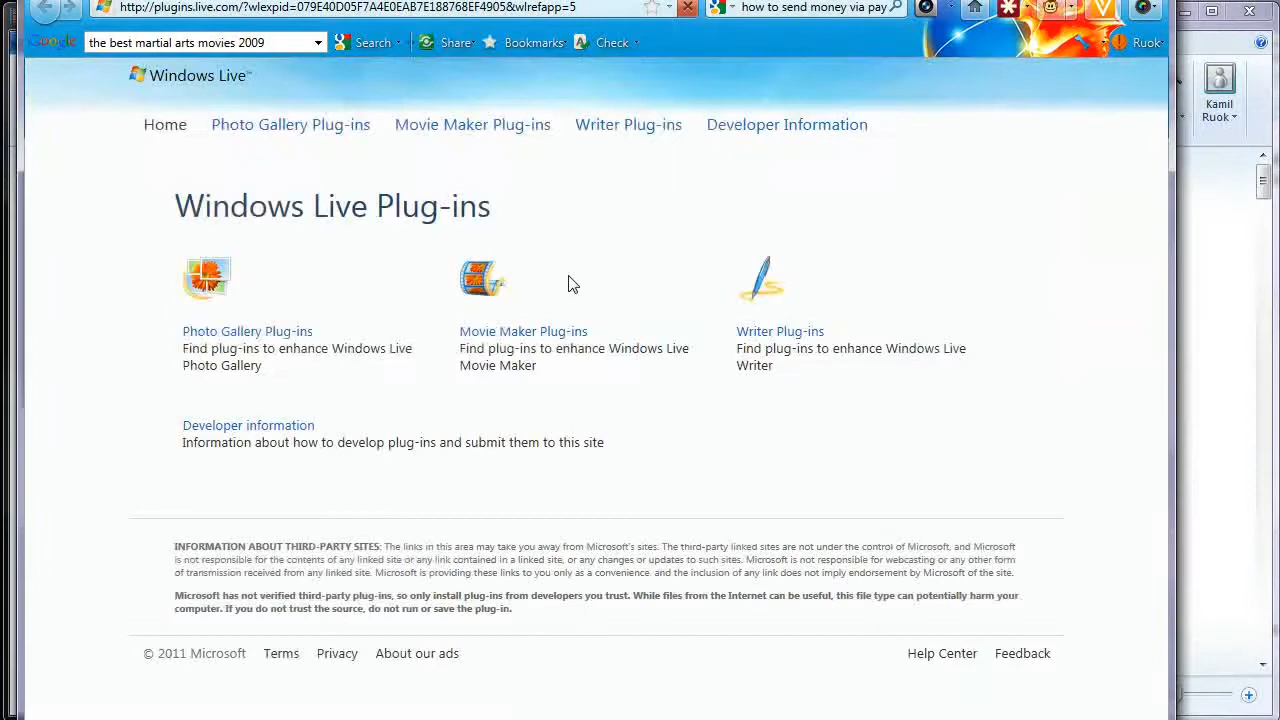 http://plugins.live.com/?wlexpid=079E40D05F7A4E0EAB7E1B8768EF4905&wlrefapp=5
how to send money via pay
Google
the best martial arts movies 2009
Search
Share
Bookmarks
Check
Ruok
Windows Live™
Home
Photo Gallery Plug-ins
Movie Maker Plug-ins
Writer Plug-ins
Developer Information
Kamil
Ruok
Windows Live Plug-ins
Photo Gallery Plug-ins
Find plug-ins to enhance Windows Live
Photo Gallery
Movie Maker Plug-ins
Find plug-ins to enhance Windows Live
Movie Maker
Writer Plug-ins
Find plug-ins to enhance Windows Live
Writer
Developer information
Information about how to develop plug-ins and submit them to this site
INFORMATION ABOUT THIRD-PARTY SITES: The links in this area may take you away from Microsoft's sites. The third-party linked sites are not under the control of Microsoft, and Microsoft
is not responsible for the contents of any linked site or any link contained in a linked site, or any changes or updates to such sites. Microsoft is not responsible for webcasting or any other form
of transmission received from any linked site. Microsoft is providing these links to you only as a convenience, and the inclusion of any link does not imply endorsement by Microsoft of the site.
Microsoft has not verified third-party plug-ins, so only install plug-ins from developers you trust. While files from the Internet can be useful, this file type can potentially harm your
computer. If you do not trust the source, do not run or save the plug-in.
© 2011 Microsoft
Terms
Privacy
About our ads
Help Center
Feedback